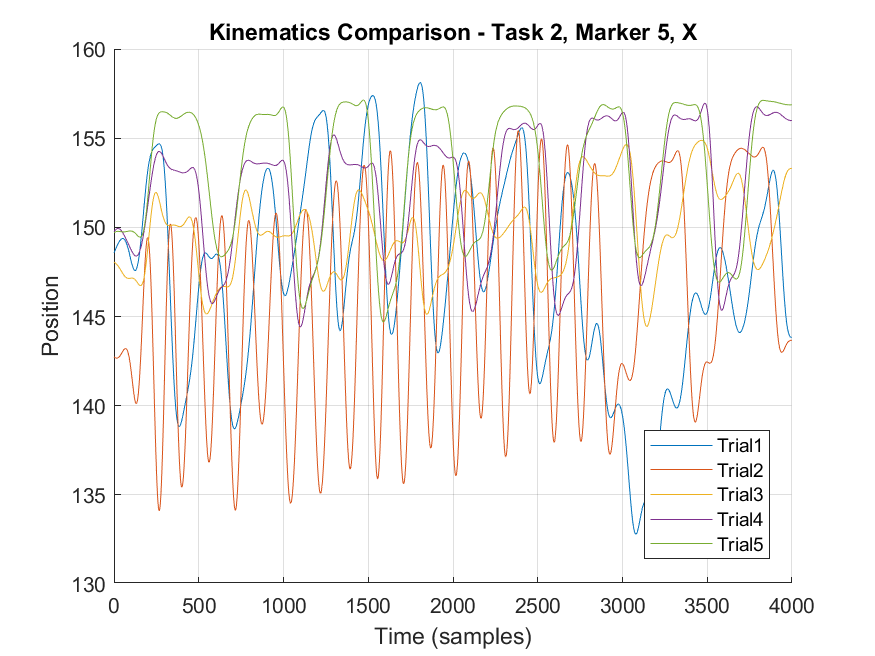 Kinematics Comparison - Task 2, Marker 5, X
160
155
150
145
140
135
130
Position
0 500 1000 1500 2000 2500 3000 3500 4000
Time (samples)
Trial1
Trial2
Trial3
Trial4
Trial5